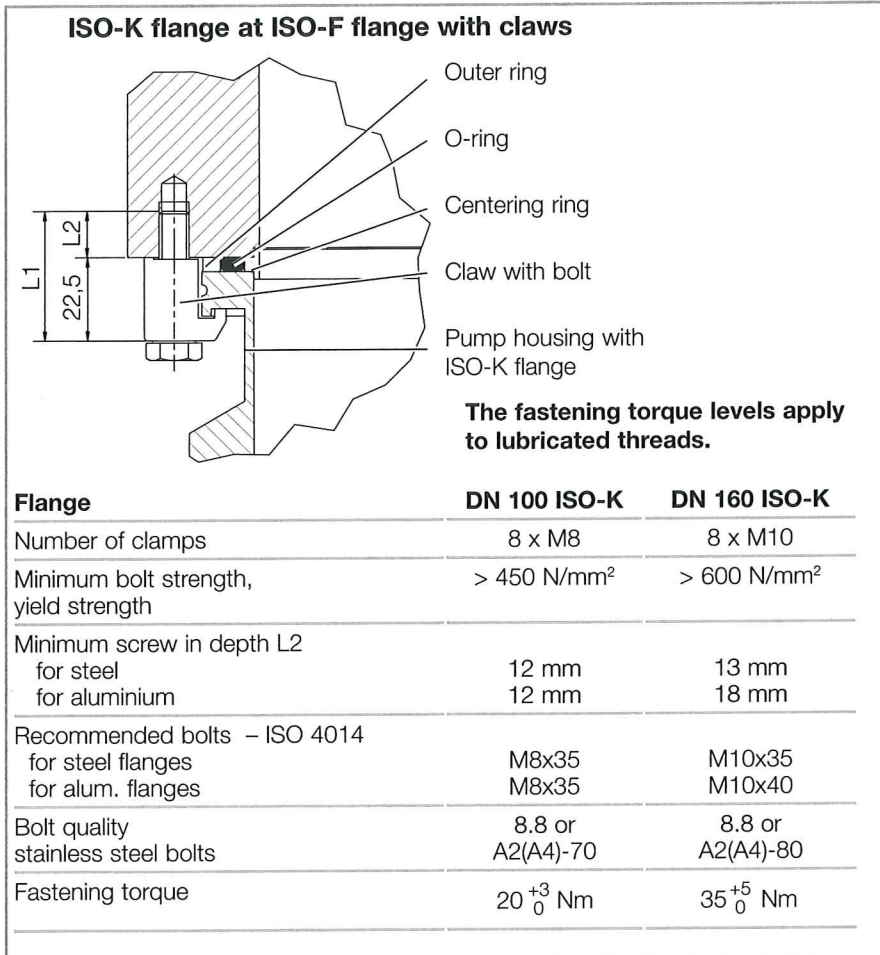 ISO-K flange at ISO-F flange with claws
Outer ring
O-ring
Centering ring
Claw with bolt
Pump housing with
ISO-K flange
L1
L2
22,5
The fastening torque levels apply
to lubricated threads.
Flange DN 100 ISO-K DN 160 ISO-K
Number of clamps 8 x M8 8 x M10
Minimum bolt strength, > 450 N/mm² > 600 N/mm²
yield strength
Minimum screw in depth L2
for steel 12 mm 13 mm
for aluminium 12 mm 18 mm
Recommended bolts – ISO 4014
for steel flanges M8x35 M10x35
for alum. flanges M8x35 M10x40
Bolt quality 8.8 or 8.8 or
stainless steel bolts A2(A4)-70 A2(A4)-80
Fastening torque 20 +3 0 Nm 35 +5 0 Nm